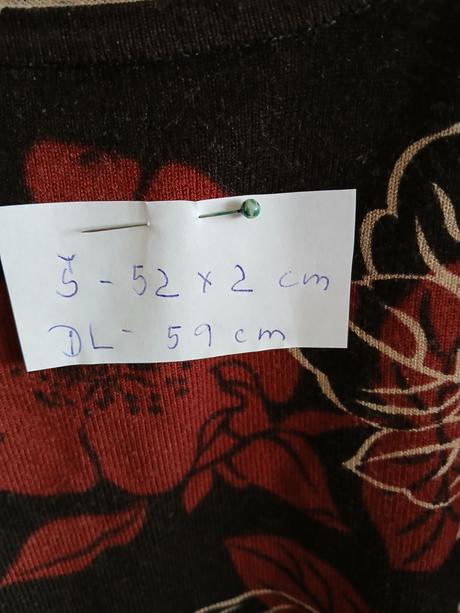 Š - 52 x 2 cm
DL - 59 cm